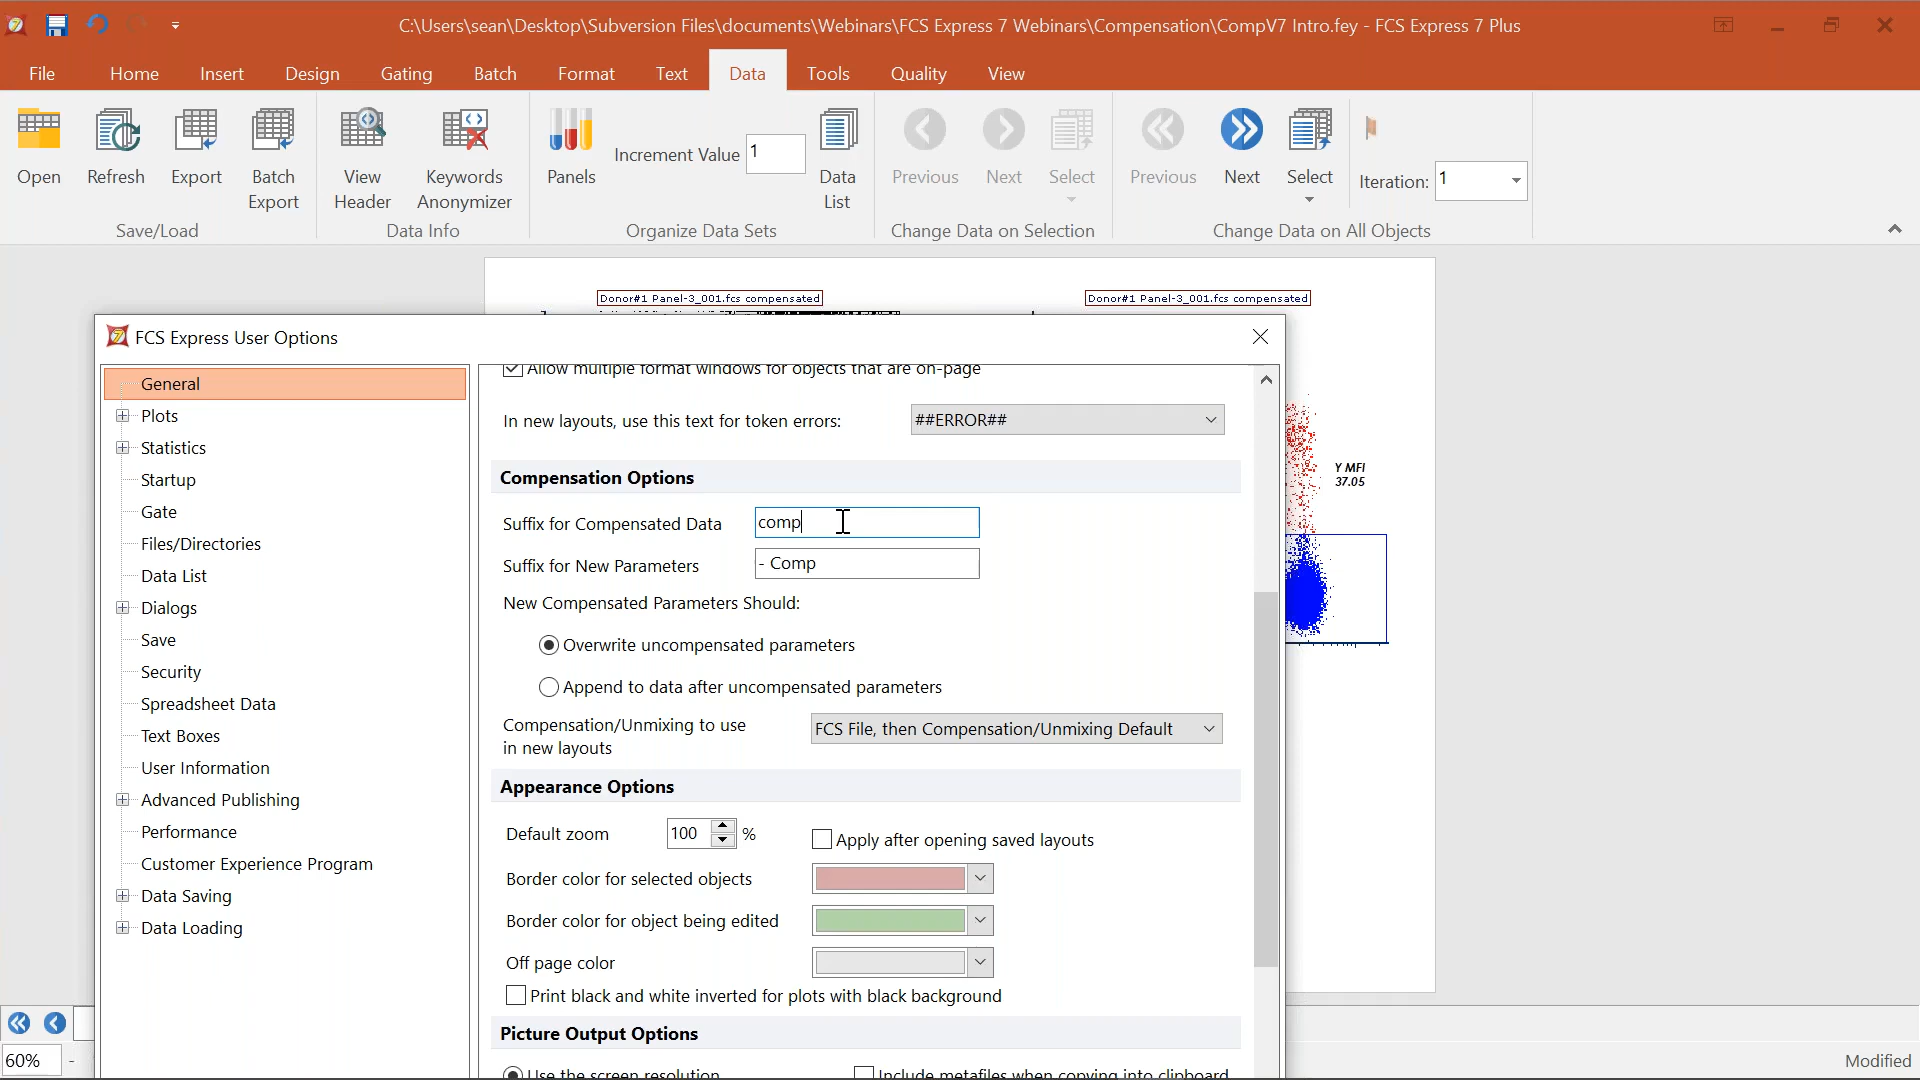 C:\Users\sean\Desktop\Subversion Files\documents\Webinars\FCS Express 7 Webinars\Compensation\CompV7 Intro.fey - FCS Express 7 Plus
File Home Insert Design Gating Batch Format Text Data Tools Quality View
Open
Refresh
Export
Batch
Export
Save/Load
View
Header
Keywords
Anonymizer
Data Info
Panels
Increment Value 1
Data
List
Organize Data Sets
Previous
Next
Select
Change Data on Selection
Previous
Next
Select
Iteration: 1
Change Data on All Objects
Donor#1 Panel-3_001.fcs compensated
Donor#1 Panel-3_001.fcs compensated
Y MFI
37.05
FCS Express User Options
General
Plots
Statistics
Startup
Gate
Files/Directories
Data List
Dialogs
Save
Security
Spreadsheet Data
Text Boxes
User Information
Advanced Publishing
Performance
Customer Experience Program
Data Saving
Data Loading
Allow multiple format windows for objects that are on-page
In new layouts, use this text for token errors: ##ERROR##
Compensation Options
Suffix for Compensated Data comp
Suffix for New Parameters - Comp
New Compensated Parameters Should:
Overwrite uncompensated parameters
Append to data after uncompensated parameters
Compensation/Unmixing to use
in new layouts
FCS File, then Compensation/Unmixing Default
Appearance Options
Default zoom 100 % Apply after opening saved layouts
Border color for selected objects
Border color for object being edited
Off page color
Print black and white inverted for plots with black background
Picture Output Options
Use the screen resolution Include metafiles when copying into clipboard
60% -
Modified